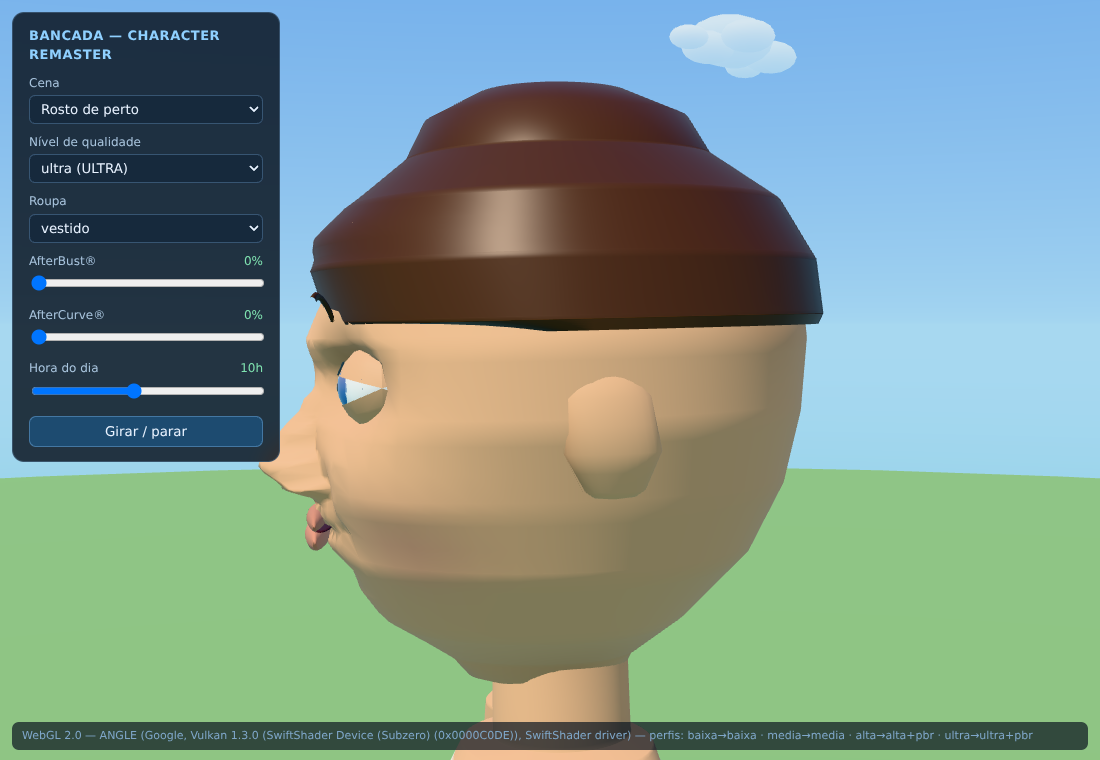 BANCADA — CHARACTER
REMASTER
Cena
Rosto de perto
Nível de qualidade
ultra (ULTRA)
Roupa
vestido
AfterBust® 0%
AfterCurve® 0%
Hora do dia 10h
Girar / parar
WebGL 2.0 — ANGLE (Google, Vulkan 1.3.0 (SwiftShader Device (Subzero) (0x0000C0DE)), SwiftShader driver) — perfis: baixa→baixa · media→media · alta→alta+pbr · ultra→ultra+pbr